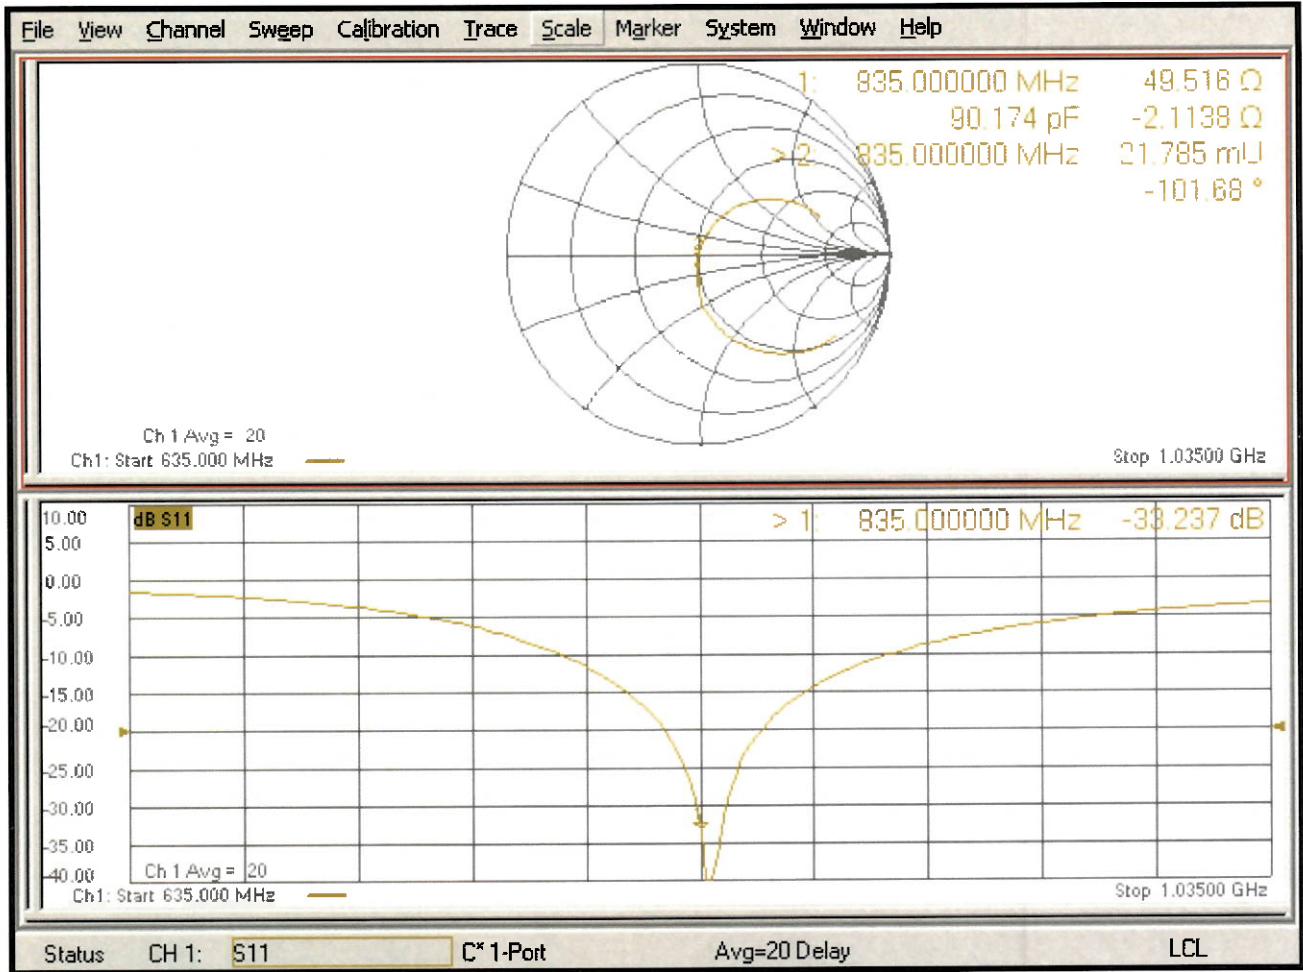 File View Channel Sweep Calibration Trace Scale Marker System Window Help
1: 835.000000 MHz 49.516 Ω
90.174 pF -2.1138 Ω
> 2: 835.000000 MHz 21.785 mU
-101.68 °
Ch 1 Avg = 20
Ch1: Start 635.000 MHz
Stop 1.03500 GHz
10.00
dB S11
> 1: 835.000000 MHz -33.237 dB
5.00
0.00
-5.00
-10.00
-15.00
-20.00
-25.00
-30.00
-35.00
-40.00
Ch 1 Avg = 20
Ch1: Start 635.000 MHz
Stop 1.03500 GHz
Status CH 1: S11 C* 1-Port Avg=20 Delay LCL